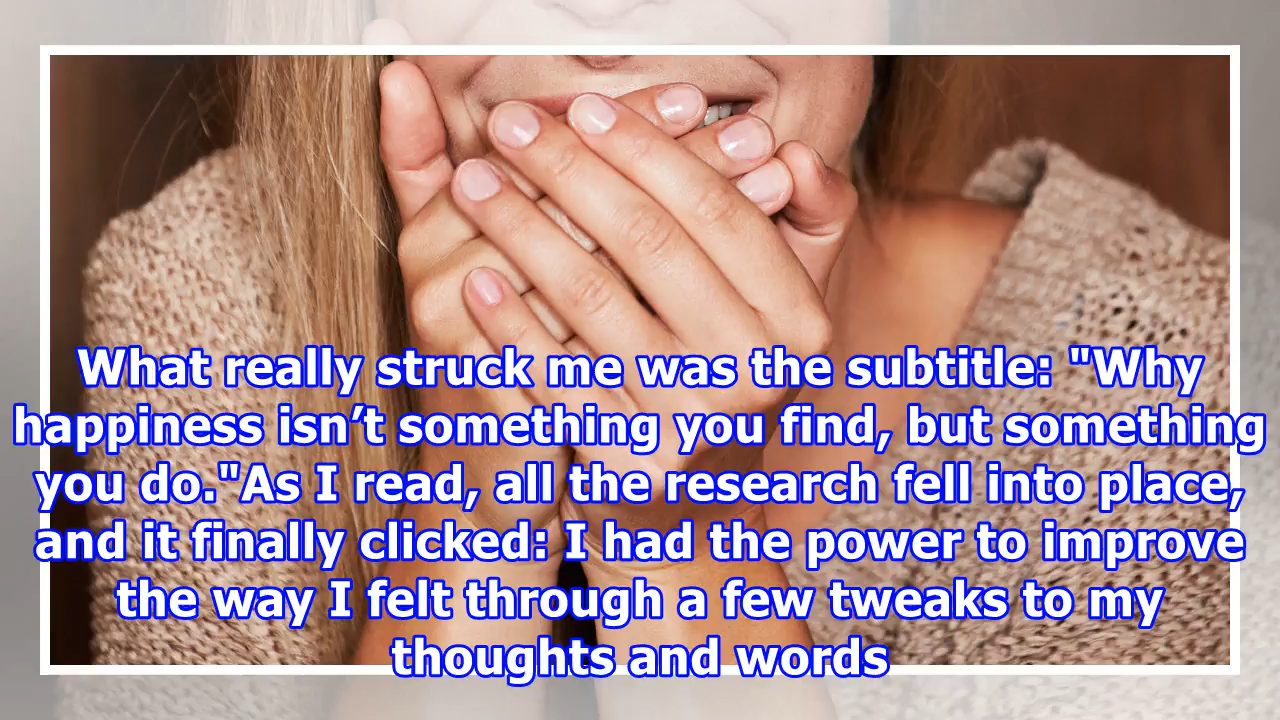 What really struck me was the subtitle: "Why
happiness isn’t something you find, but something
you do."As I read, all the research fell into place,
and it finally clicked: I had the power to improve
the way I felt through a few tweaks to my
thoughts and words